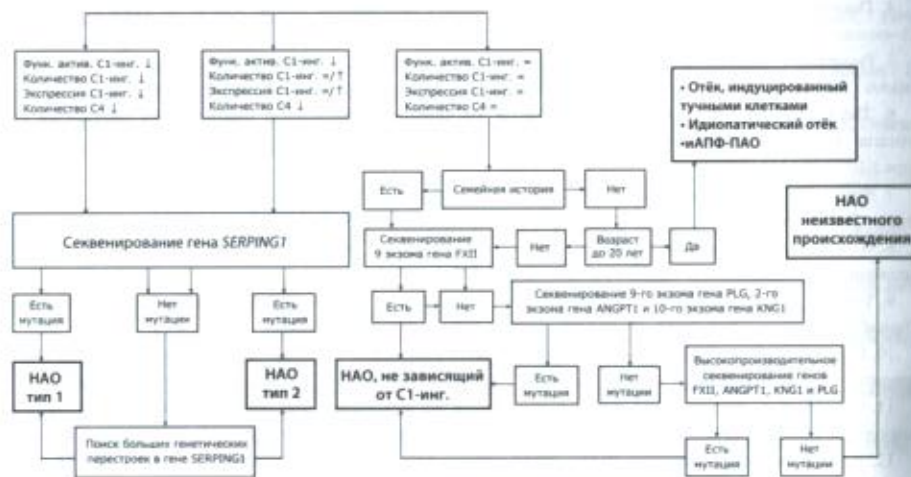 Функ. актив. С1-инг. ↓
Количество С1-инг. ↓
Экспрессия С1-инг. ↓
Количество С4 ↓
Функ. актив. С1-инг. ↓
Количество С1-инг. =/↑
Экспрессия С1-инг. =/↑
Количество С4 ↓
Функ. актив. С1-инг. =
Количество С1-инг. =
Экспрессия С1-инг. =
Количество С4 =
• Отёк, индуцированный
тучными клетками
• Идиопатический отёк
•иАПФ-ПАО
Есть
Семейная история
Нет
НАО
неизвестного
происхождения
Секвенирование гена SERPING1
Секвенирование
9 экзома гена FXII
Нет
Возраст
до 20 лет
Да
Есть
мутация
Нет
мутации
Есть
мутация
Есть
Нет
Секвенирование 9-го экзома гена PLG, 2-го
экзома гена ANGPT1 и 10-го экзома гена KNG1
НАО
тип 1
НАО
тип 2
НАО, не зависящий
от С1-инг.
Есть
мутация
Нет
мутации
Высокопроизводительное
секвенирование генов
FXII, ANGPT1, KNG1 и PLG
Поиск больших генетических
перестроек в гене SERPING1
Есть
мутация
Нет
мутации